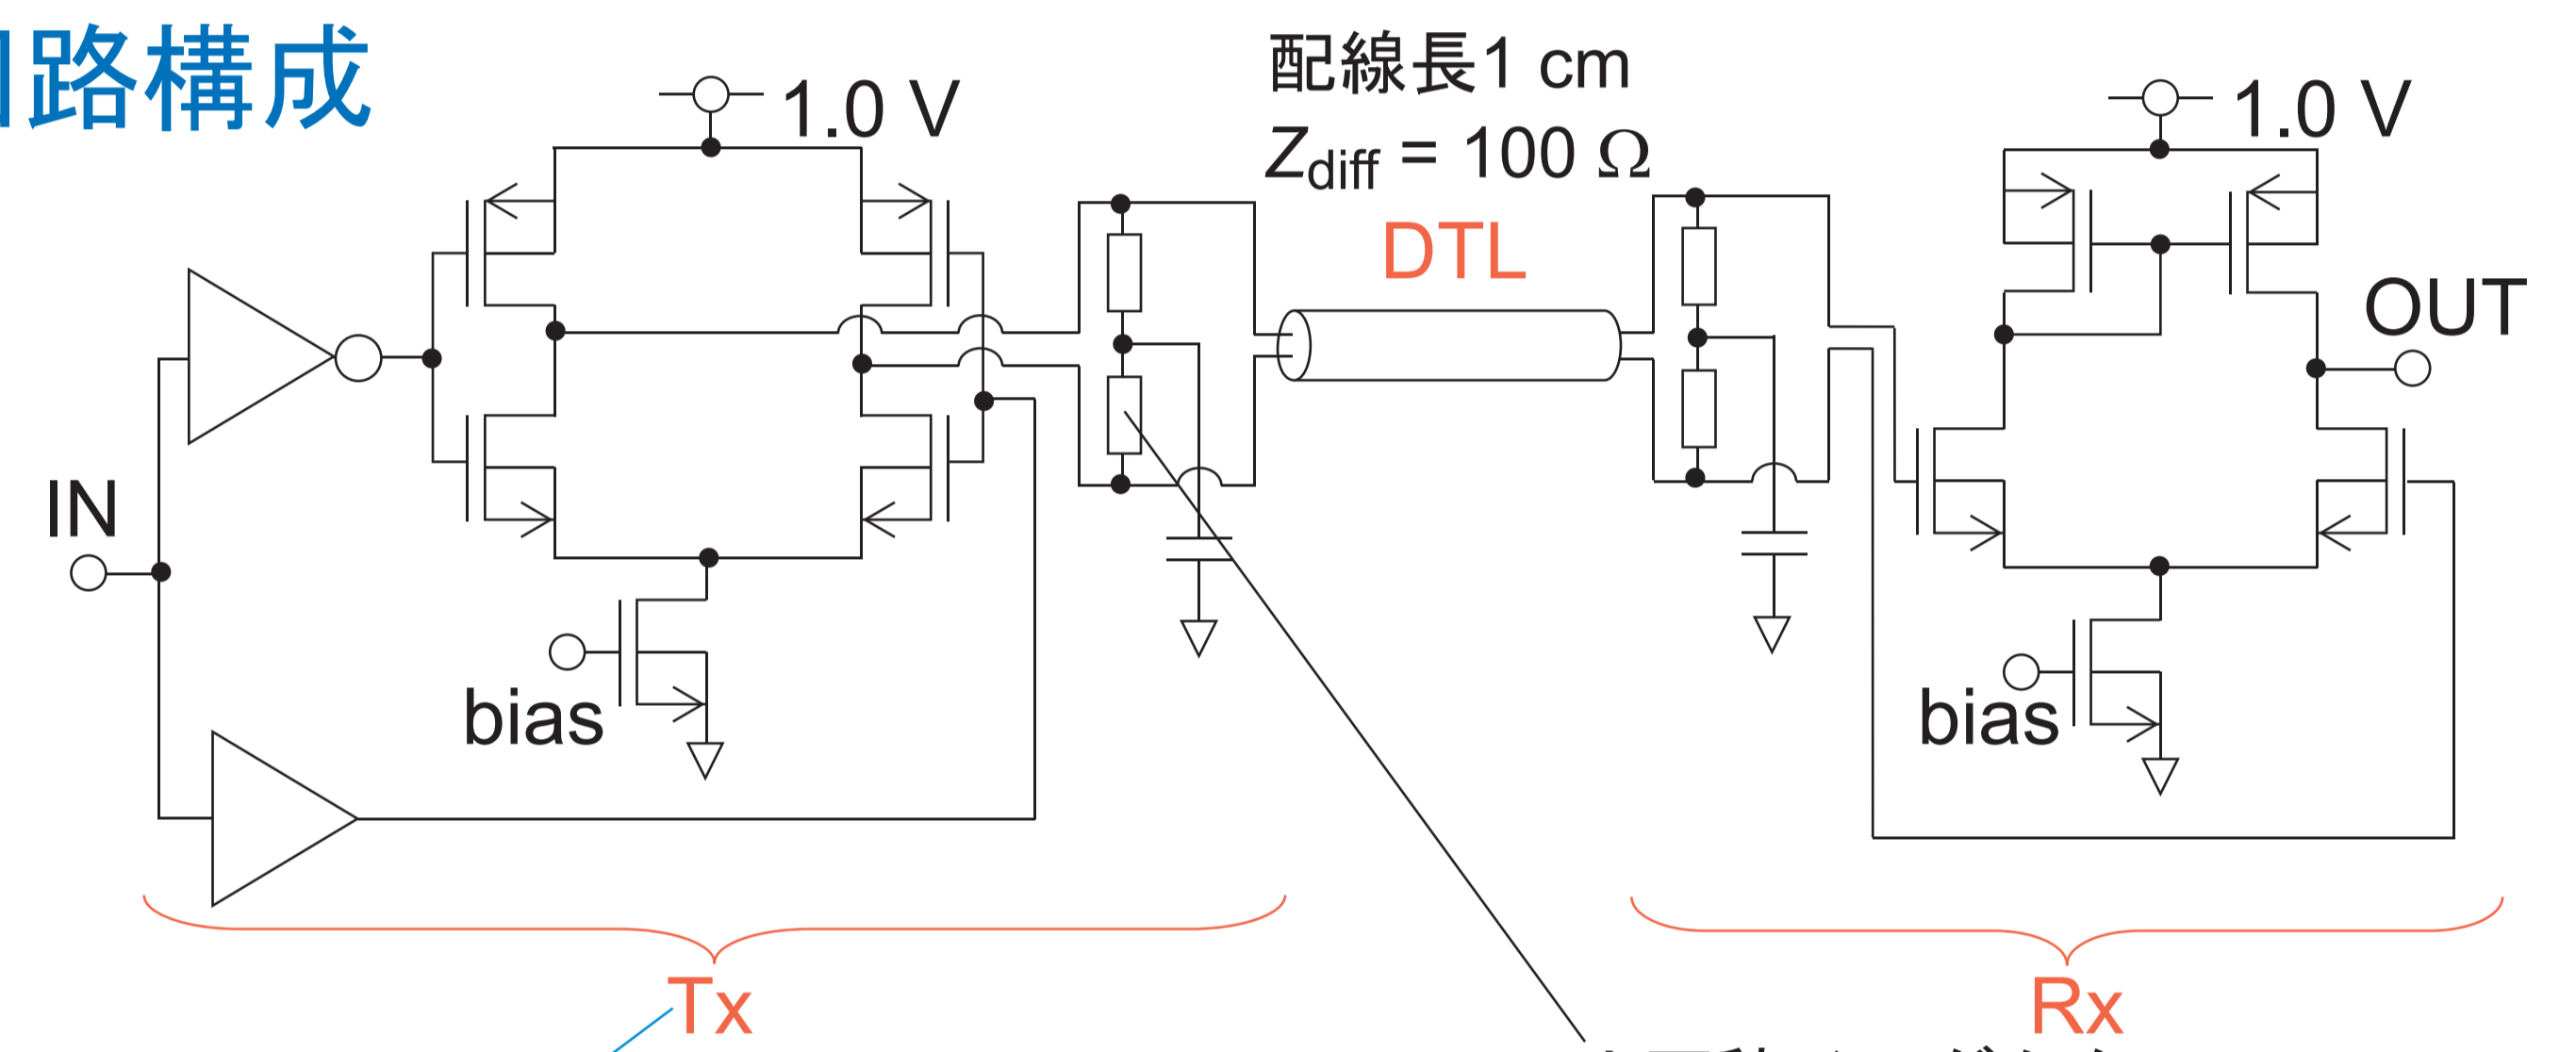 路構成
配線長1 cm
Zdiff = 100 Ω
1.0 V
1.0 V
DTL
OUT
IN
bias
bias
Tx
Rx